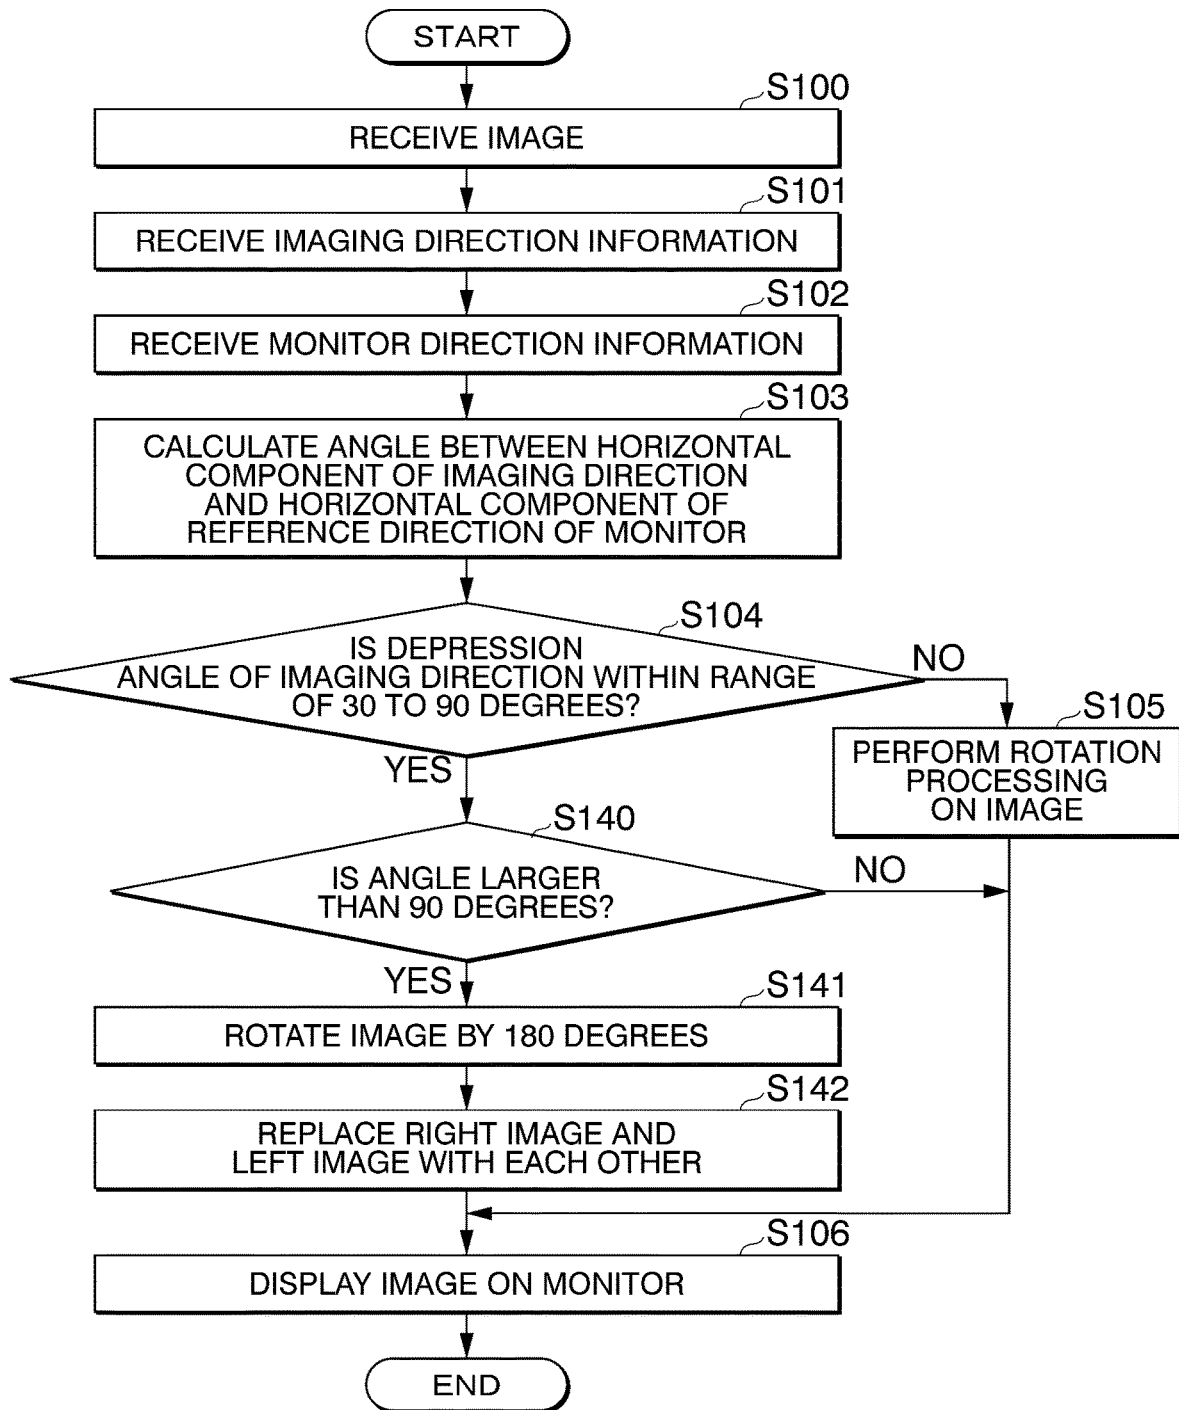 START
S100
RECEIVE IMAGE
S101
RECEIVE IMAGING DIRECTION INFORMATION
S102
RECEIVE MONITOR DIRECTION INFORMATION
S103
CALCULATE ANGLE BETWEEN HORIZONTAL
COMPONENT OF IMAGING DIRECTION
AND HORIZONTAL COMPONENT OF
REFERENCE DIRECTION OF MONITOR
S104
IS DEPRESSION
ANGLE OF IMAGING DIRECTION WITHIN RANGE
OF 30 TO 90 DEGREES?
NO
YES
S105
PERFORM ROTATION
PROCESSING
ON IMAGE
S140
IS ANGLE LARGER
THAN 90 DEGREES?
NO
YES
S141
ROTATE IMAGE BY 180 DEGREES
S142
REPLACE RIGHT IMAGE AND
LEFT IMAGE WITH EACH OTHER
S106
DISPLAY IMAGE ON MONITOR
END